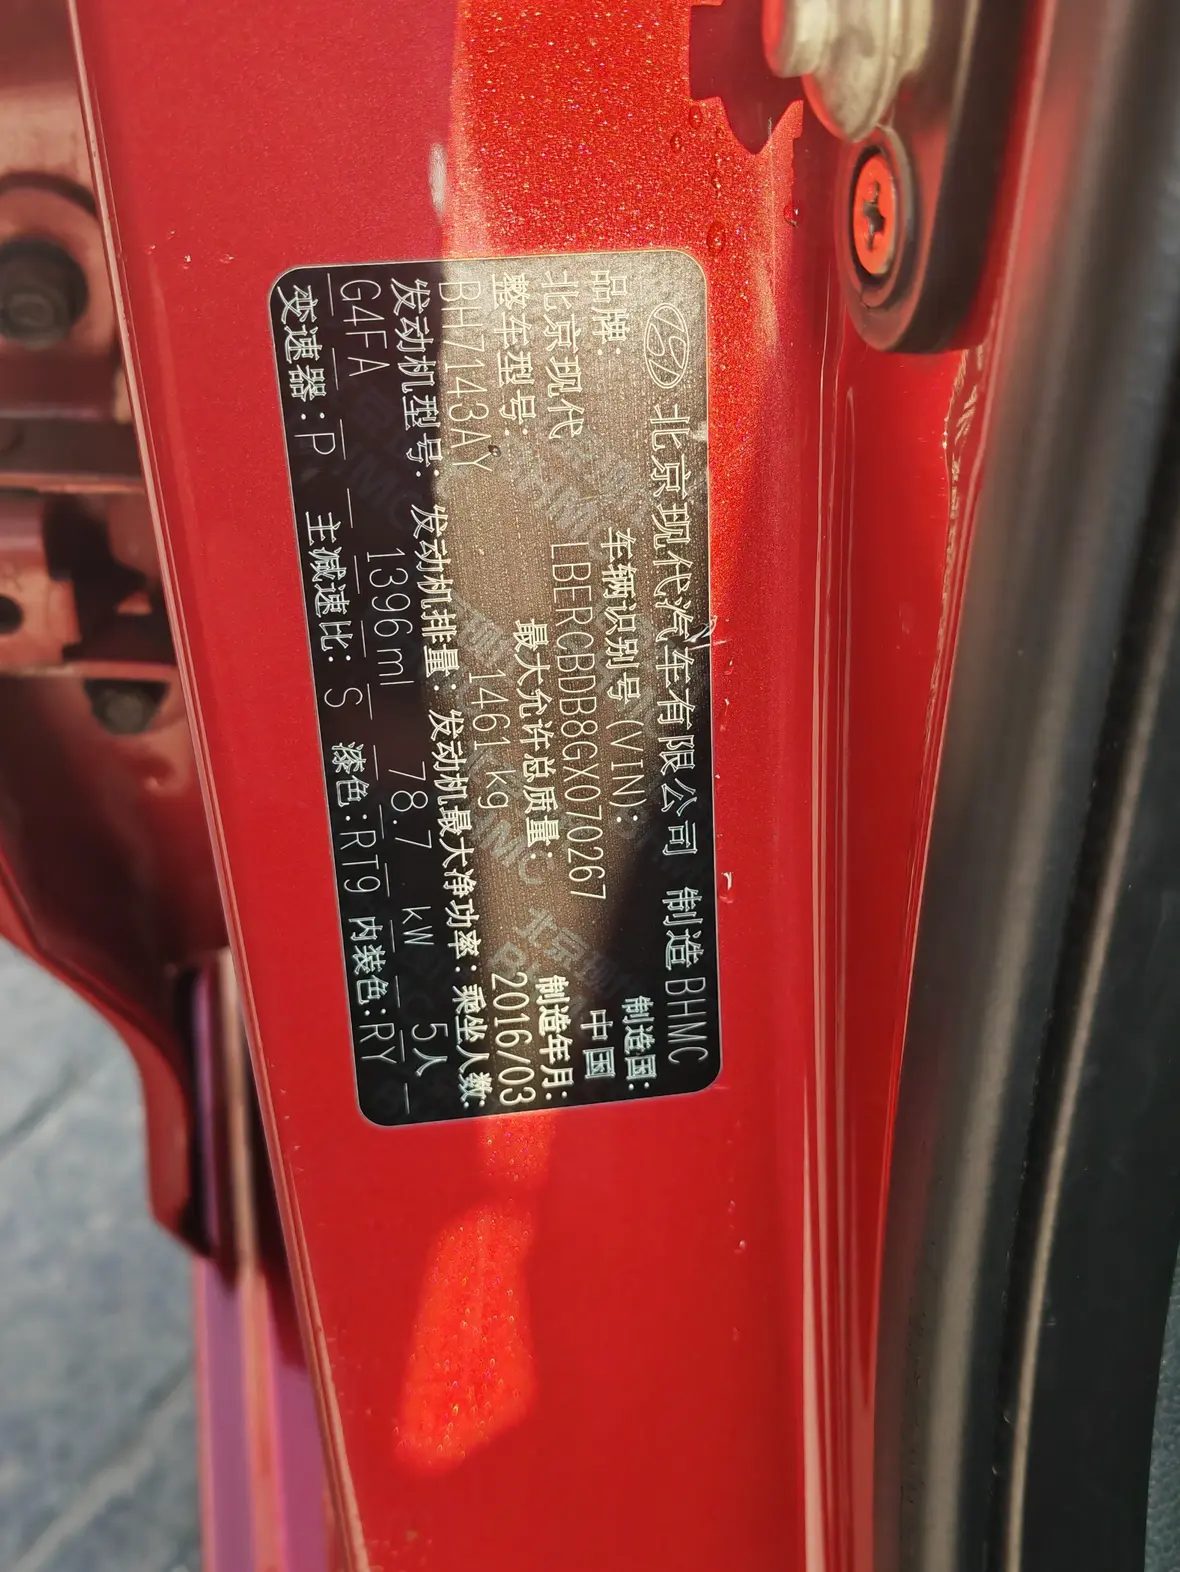 北京现代汽车有限公司 制造 BHMC
品牌: 车辆识别号(VIN): 制造国:
北京现代 LBERCBDB8GX070267 中国
整车型号: 最大允许总质量: 制造年月:
BH7143AY 1461 kg 2016/03
发动机型号: 发动机排量: 发动机最大净功率: 乘坐人数:
G4FA 1396 ml 78.7 kW 5人
变速器: P 主减速比: S 漆色: RT9 内装色: RY